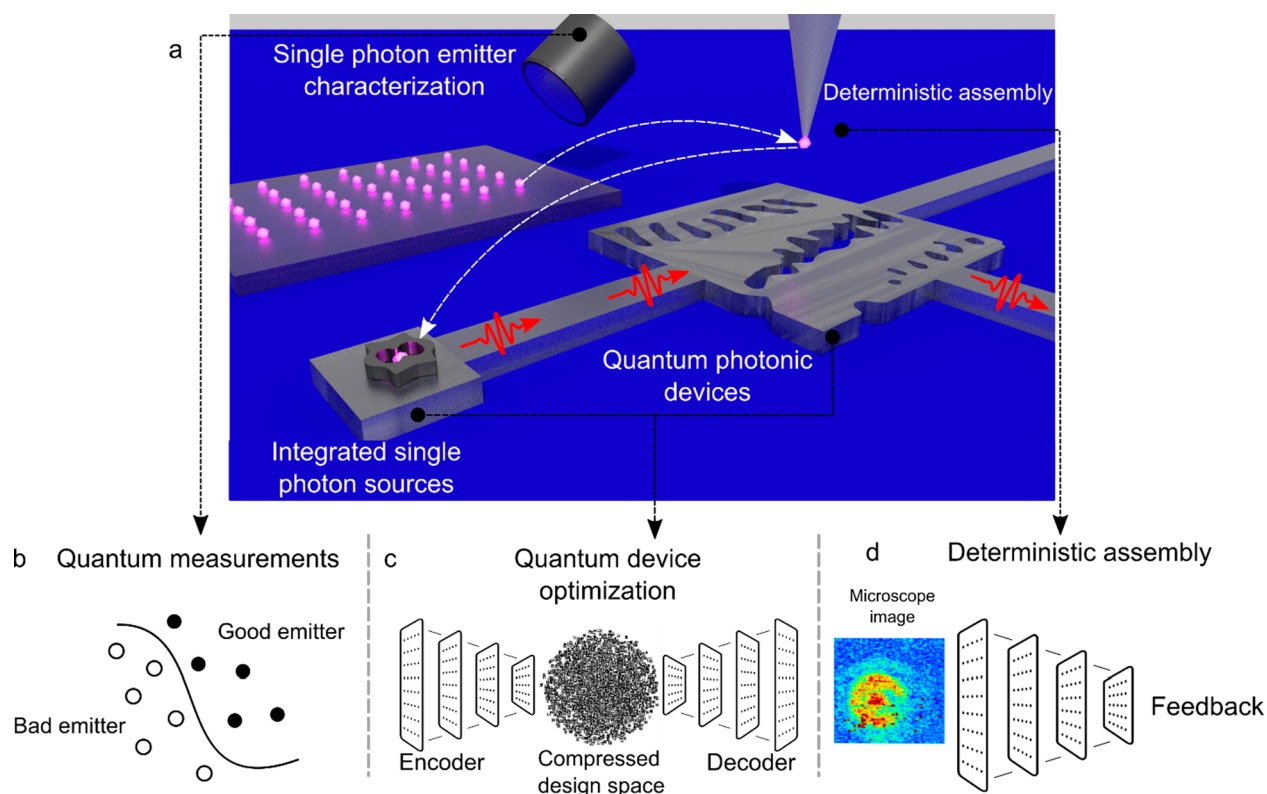 a
Single photon emitter
characterization
Deterministic assembly
Quantum photonic
devices
Integrated single
photon sources
b
Quantum measurements
Good emitter
Bad emitter
c
Quantum device
optimization
Encoder
Compressed
design space
Decoder
d
Deterministic assembly
Microscope
image
Feedback